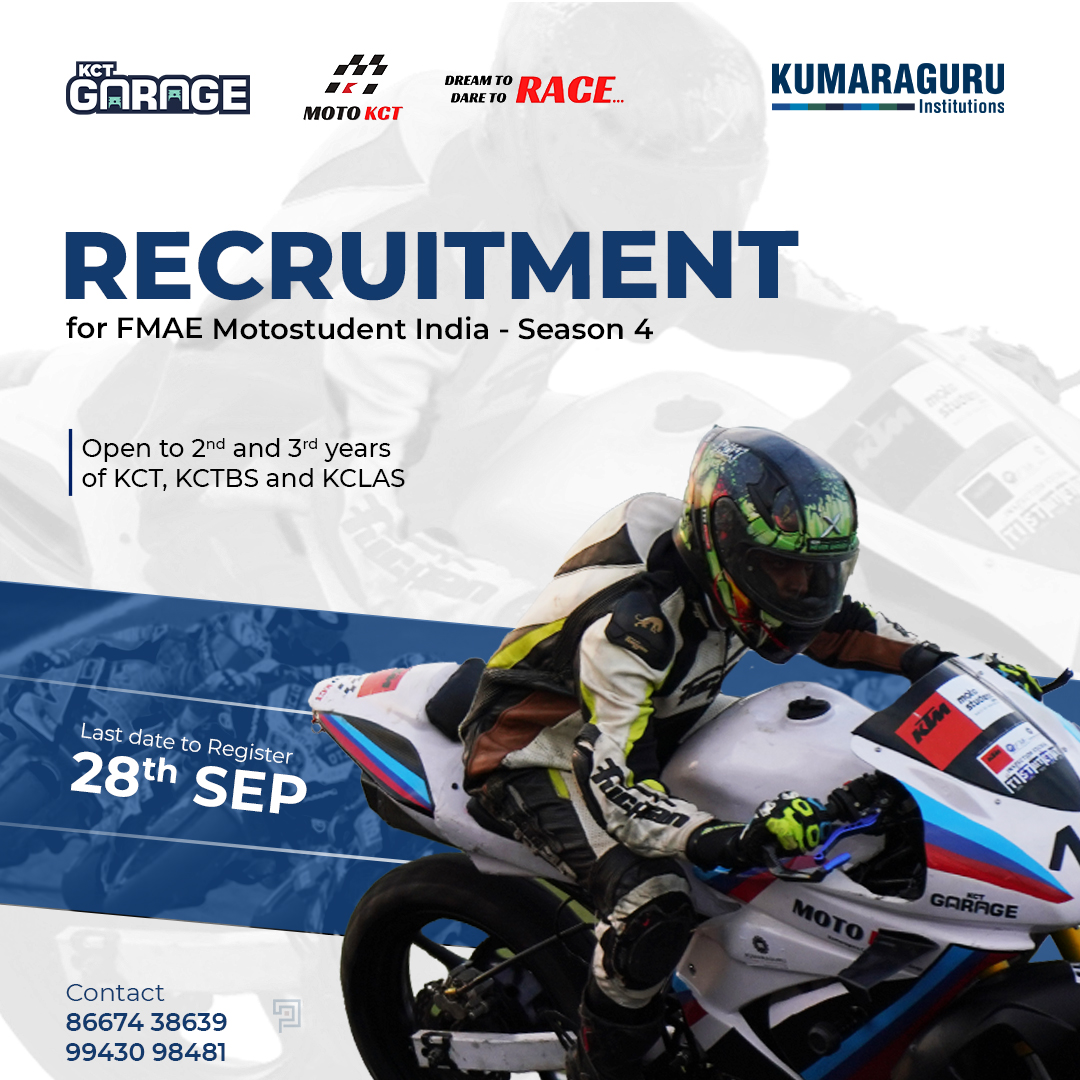 KCT
GARAGE
MOTO KCT
DREAM TO
DARE TO RACE...
KUMARAGURU
Institutions
RECRUITMENT
for FMAE Motostudent India - Season 4
Open to 2nd and 3rd years
of KCT, KCTBS and KCLAS
Last date to Register
28th SEP
KTM
moto
student
KCT
GARAGE
MOTO
Contact
86674 38639
99430 98481